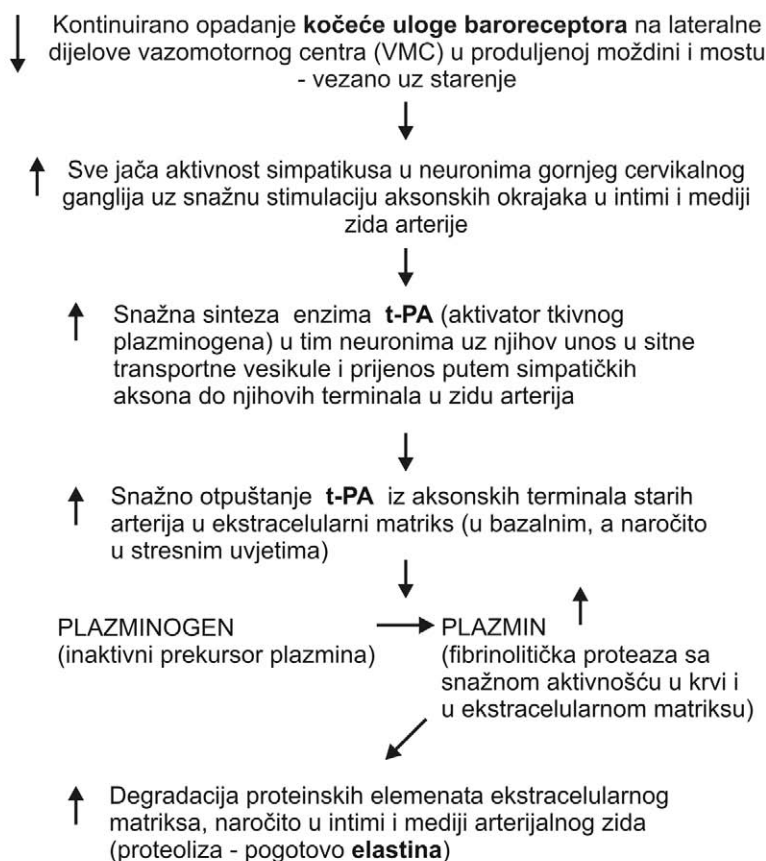 Kontinuirano opadanje kočeće uloge baroreceptora na lateralne
dijelove vazomotornog centra (VMC) u produljenoj moždini i mostu
- vezano uz starenje
Sve jača aktivnost simpatikusa u neuronima gornjeg cervikalnog
ganglija uz snažnu stimulaciju aksonskih okrajaka u intimi i mediji
zida arterije
Snažna sinteza enzima t-PA (aktivator tkivnog
plazminogena) u tim neuronima uz njihov unos u sitne
transportne vesikule i prijenos putem simpatičkih
aksona do njihovih terminala u zidu arterija
Snažno otpuštanje t-PA iz aksonskih terminala starih
arterija u ekstracelularni matriks (u bazalnim, a naročito
u stresnim uvjetima)
PLAZMINOGEN
(inaktivni prekursor plazmina)
PLAZMIN
(fibrinolitička proteaza sa
snažnom aktivnošću u krvi i
u ekstracelularnom matriksu)
Degradacija proteinskih elemenata ekstracelularnog
matriksa, naročito u intimi i mediji arterijalnog zida
(proteoliza - pogotovo elastina)